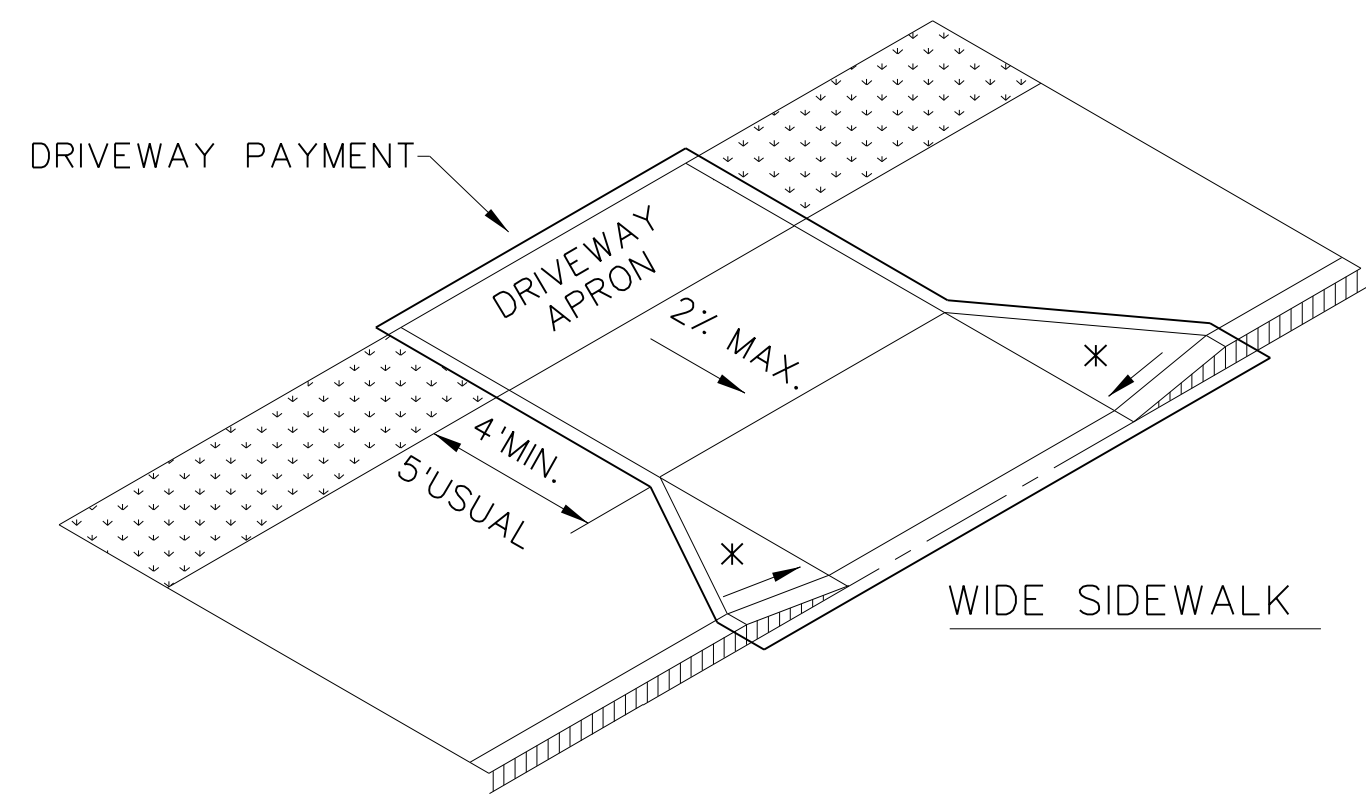 DRIVEWAY PAYMENT
DRIVEWAY
APRON
2% MAX.
*
4'MIN.
5'USUAL
*
WIDE SIDEWALK